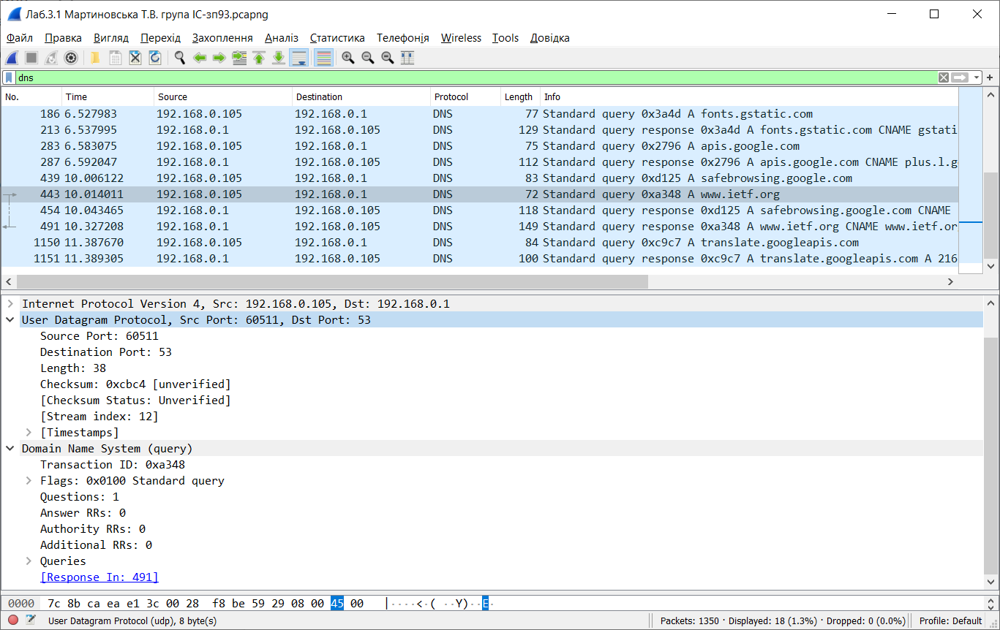 Лаб.3.1 Мартиновська Т.В. група ІС-зп93.pcapng
Файл Правка Вигляд Перехід Захоплення Аналіз Статистика Телефонія Wireless Tools Довідка
dns
No. Time Source Destination Protocol Length Info
186 6.527983 192.168.0.105 192.168.0.1 DNS 77 Standard query 0x3a4d A fonts.gstatic.com
213 6.537995 192.168.0.1 192.168.0.105 DNS 129 Standard query response 0x3a4d A fonts.gstatic.com CNAME gstati
283 6.583075 192.168.0.105 192.168.0.1 DNS 75 Standard query 0x2796 A apis.google.com
287 6.592047 192.168.0.1 192.168.0.105 DNS 112 Standard query response 0x2796 A apis.google.com CNAME plus.l.g
439 10.006122 192.168.0.105 192.168.0.1 DNS 83 Standard query 0xd125 A safebrowsing.google.com
443 10.014011 192.168.0.105 192.168.0.1 DNS 72 Standard query 0xa348 A www.ietf.org
454 10.043465 192.168.0.1 192.168.0.105 DNS 118 Standard query response 0xd125 A safebrowsing.google.com CNAME
491 10.327208 192.168.0.1 192.168.0.105 DNS 149 Standard query response 0xa348 A www.ietf.org CNAME www.ietf.or
1150 11.387670 192.168.0.105 192.168.0.1 DNS 84 Standard query 0xc9c7 A translate.googleapis.com
1151 11.389305 192.168.0.1 192.168.0.105 DNS 100 Standard query response 0xc9c7 A translate.googleapis.com A 216
Internet Protocol Version 4, Src: 192.168.0.105, Dst: 192.168.0.1
User Datagram Protocol, Src Port: 60511, Dst Port: 53
Source Port: 60511
Destination Port: 53
Length: 38
Checksum: 0xcbc4 [unverified]
[Checksum Status: Unverified]
[Stream index: 12]
[Timestamps]
Domain Name System (query)
Transaction ID: 0xa348
Flags: 0x0100 Standard query
Questions: 1
Answer RRs: 0
Authority RRs: 0
Additional RRs: 0
Queries
[Response In: 491]
0000 7c 8b ca ea e1 3c 00 28 f8 be 59 29 08 00 45 00 |····<·( ··Y)··E·
User Datagram Protocol (udp), 8 byte(s) Packets: 1350 · Displayed: 18 (1.3%) · Dropped: 0 (0.0%) Profile: Default